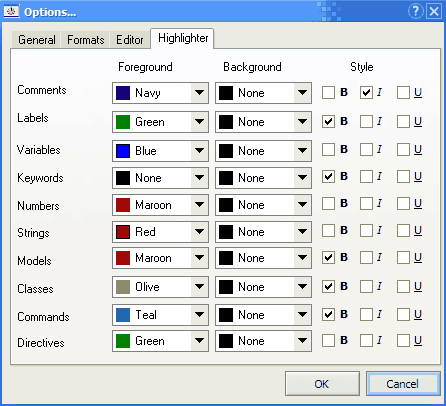 Options...
General Formats Editor Highlighter
Foreground Background Style
Comments Navy None B I U
Labels Green None B I U
Variables Blue None B I U
Keywords None None B I U
Numbers Maroon None B I U
Strings Red None B I U
Models Maroon None B I U
Classes Olive None B I U
Commands Teal None B I U
Directives Green None B I U
OK Cancel